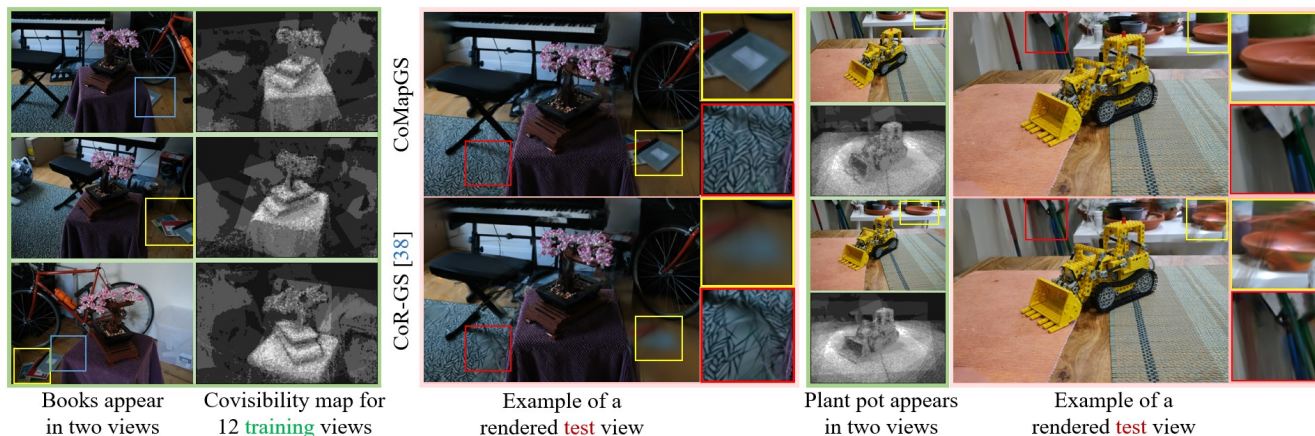 CoMapGS
CoR-GS [38]
Books appear
in two views
Covisibility map for
12 training views
Example of a
rendered test view
Plant pot appears
in two views
Example of a
rendered test view